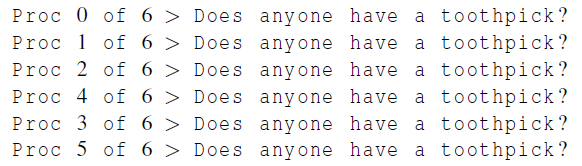 Proc 0 of 6 > Does anyone have a toothpick?
Proc 1 of 6 > Does anyone have a toothpick?
Proc 2 of 6 > Does anyone have a toothpick?
Proc 4 of 6 > Does anyone have a toothpick?
Proc 3 of 6 > Does anyone have a toothpick?
Proc 5 of 6 > Does anyone have a toothpick?